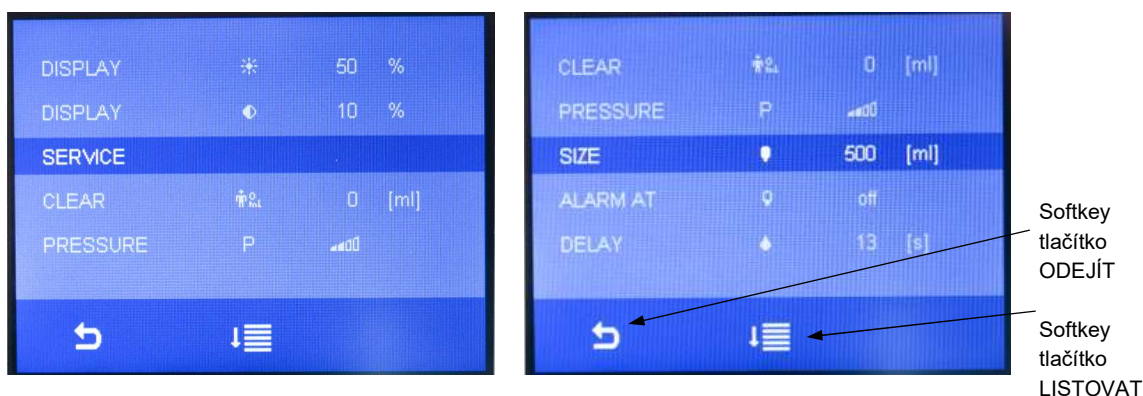 DISPLAY 50 %
DISPLAY 10 %
SERVICE
CLEAR 0 [ml]
PRESSURE P
CLEAR 0 [ml]
PRESSURE P
SIZE 500 [ml]
ALARM AT off
DELAY 13 [s]
Softkey
tlačítko
ODEJÍT
Softkey
tlačítko
LISTOVAT